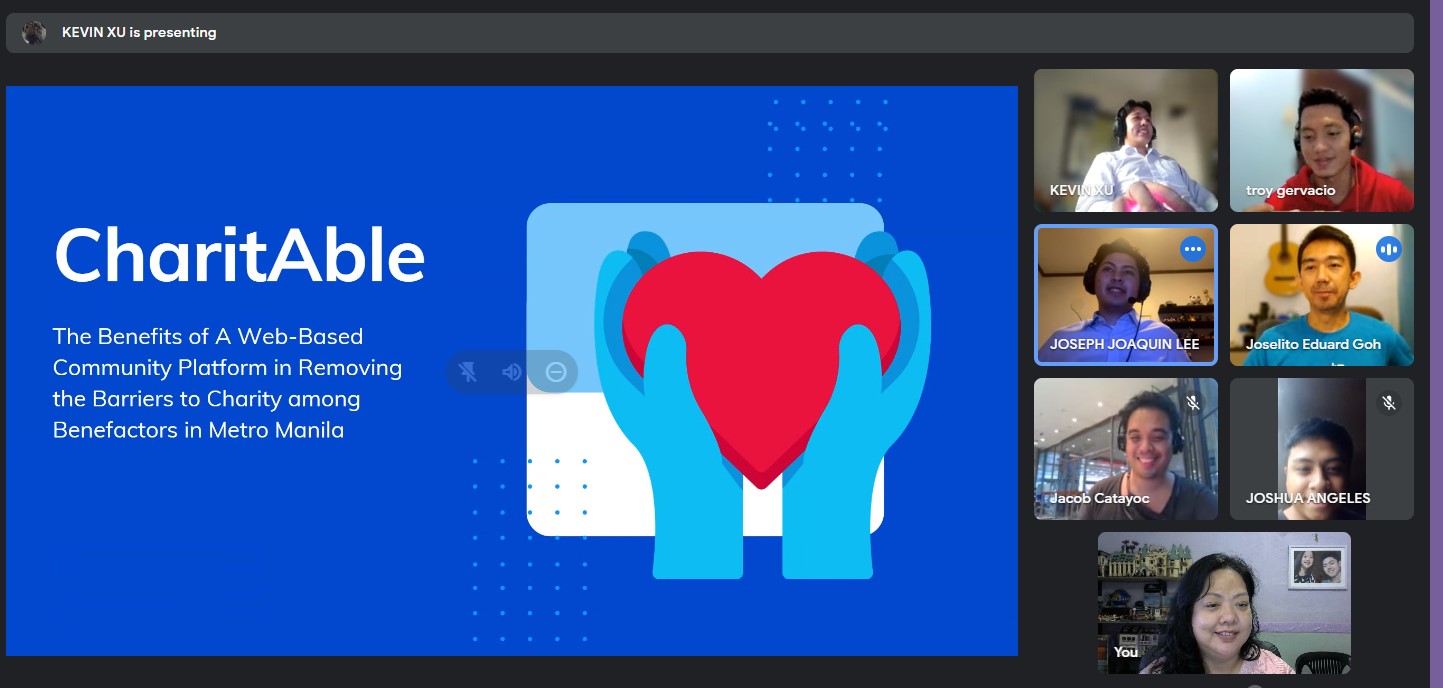 KEVIN XU is presenting
CharitAble
The Benefits of A Web-Based
Community Platform in Removing
the Barriers to Charity among
Benefactors in Metro Manila
KEVIN XU
troy gervacio
JOSEPH JOAQUIN LEE
Joselito Eduard Goh
Jacob Catayoc
JOSHUA ANGELES
You